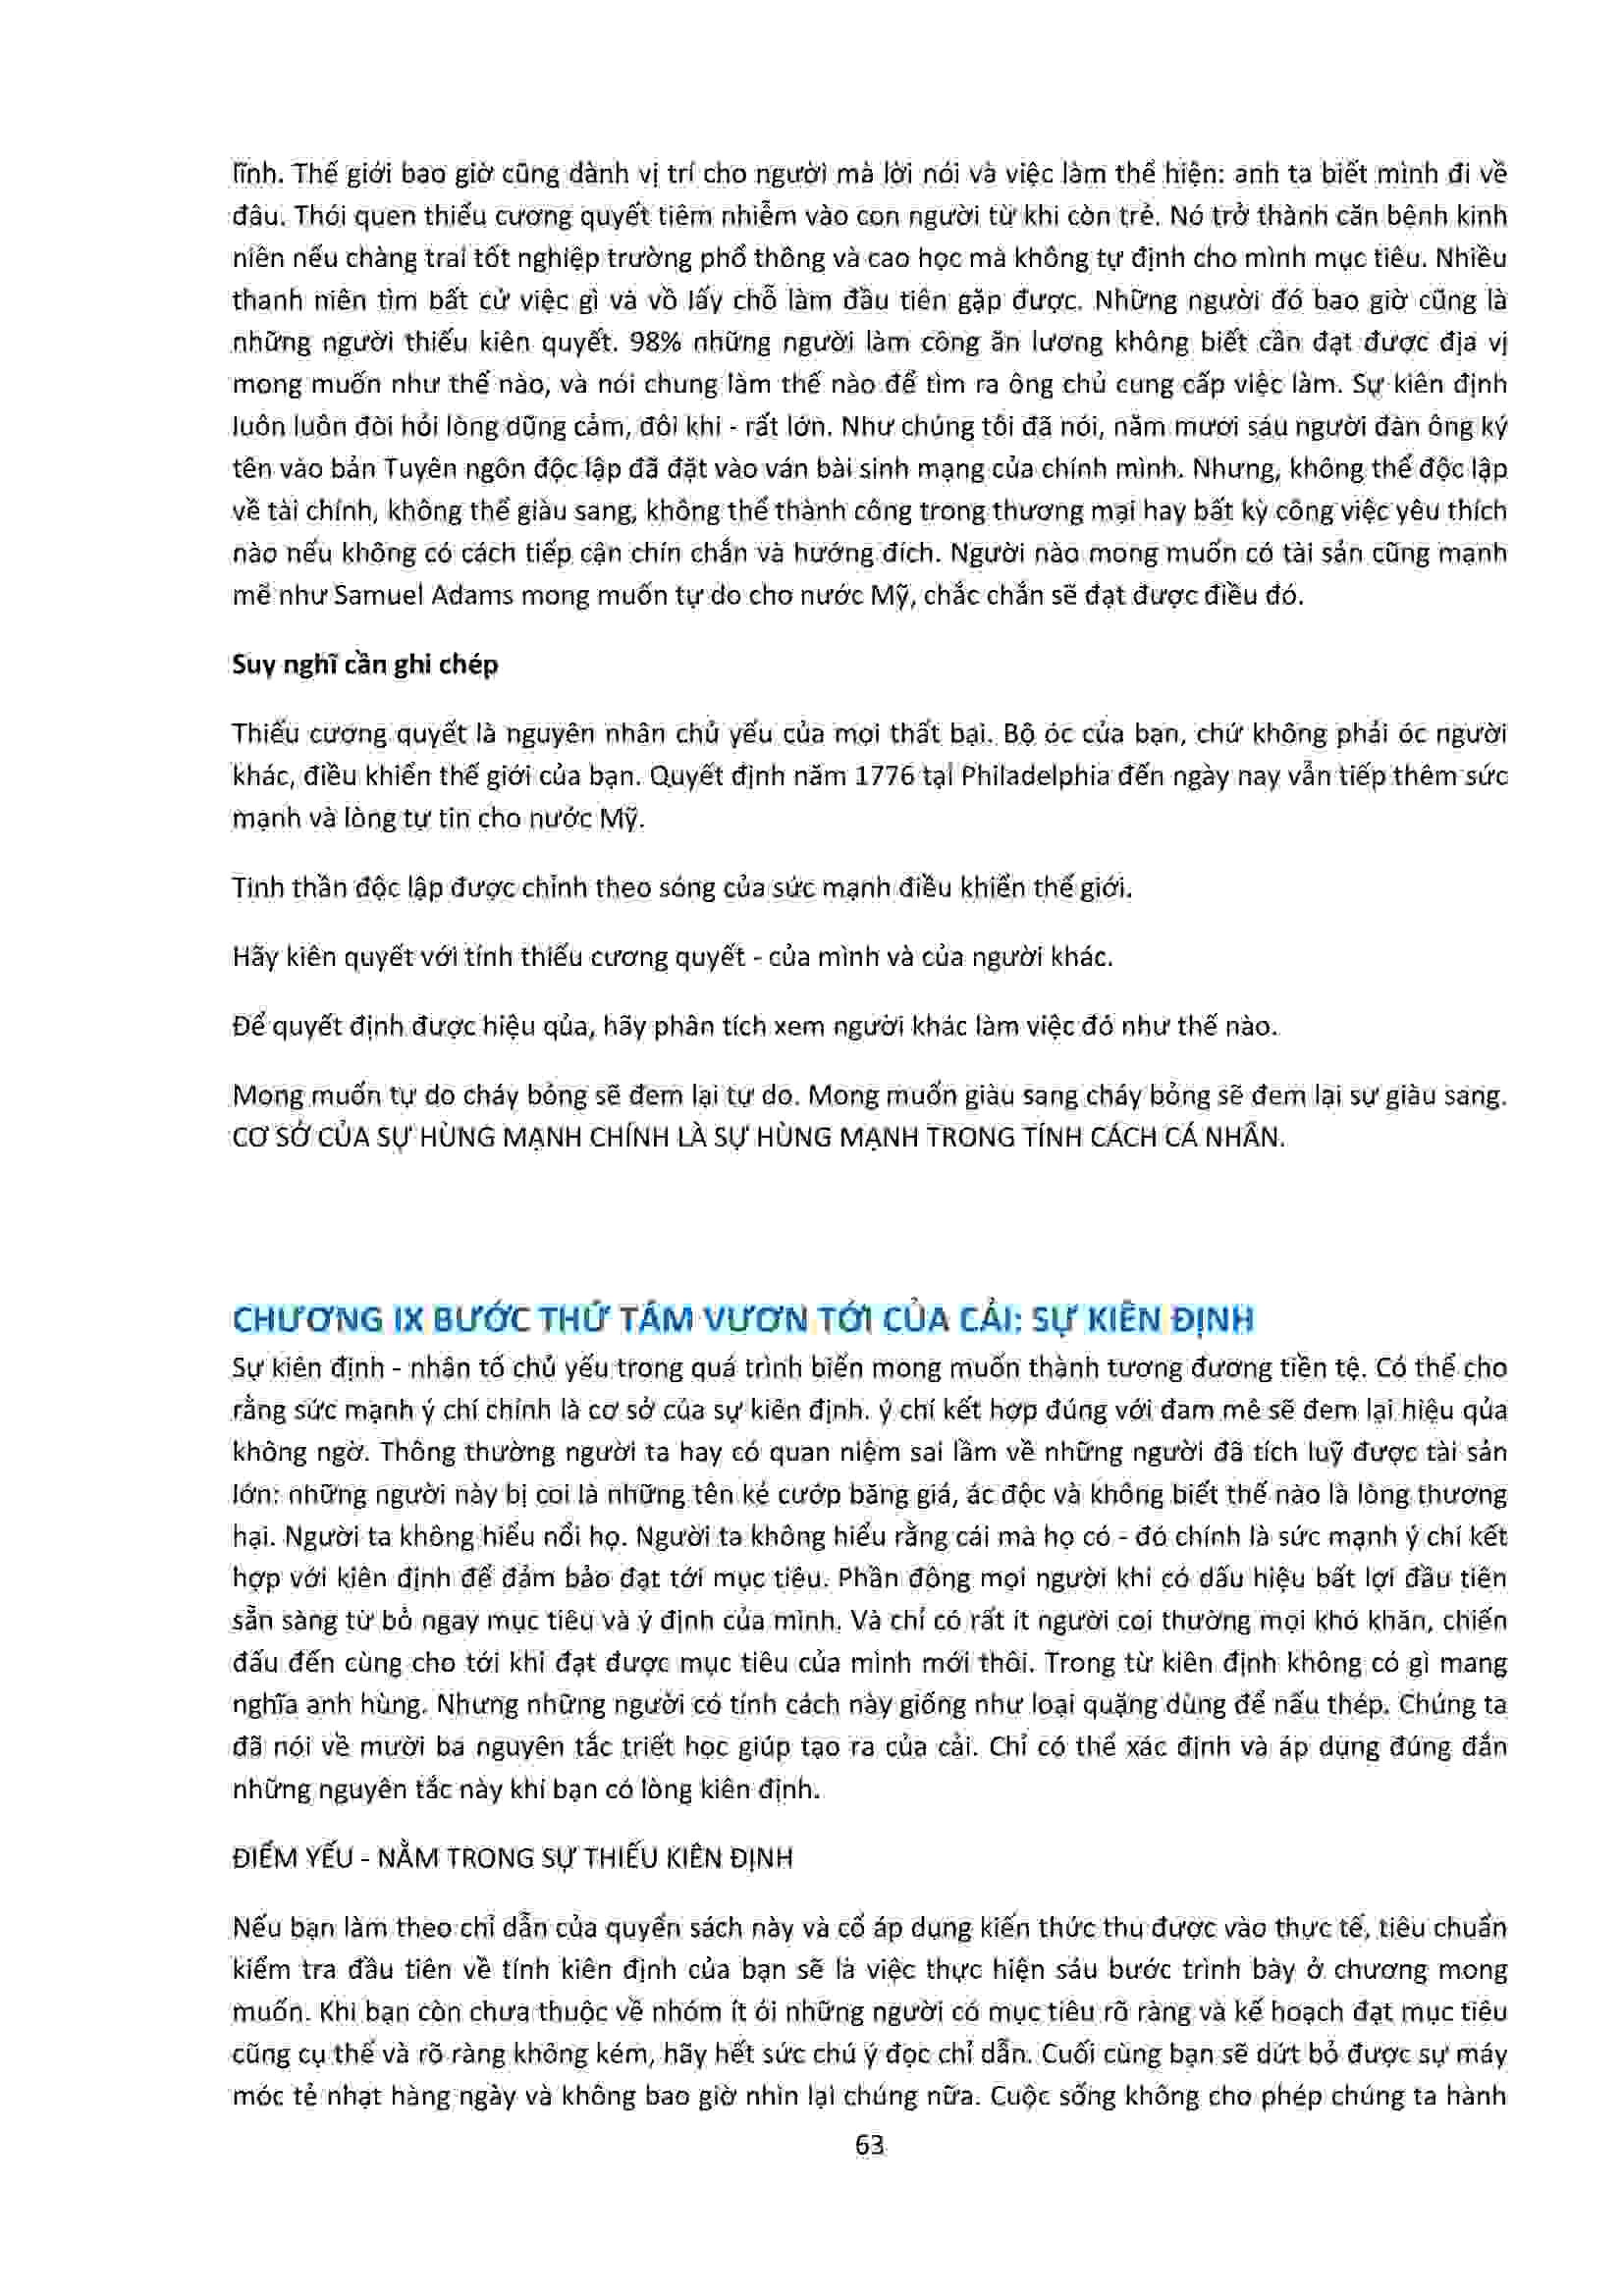 lĩnh. Thế giới bao giờ cũng dành vị trí cho người mà lời nói và việc làm thể hiện: anh ta biết mình đi về
đâu. Thói quen thiếu cương quyết tiêm nhiễm vào con người từ khi còn trẻ. Nó trở thành căn bệnh kinh
niên nếu chàng trai tốt nghiệp trường phổ thông và cao học mà không tự định cho mình mục tiêu. Nhiều
thanh niên tìm bất cứ việc gì và vồ lấy chỗ làm đầu tiên gặp được. Những người đó bao giờ cũng là
những người thiếu kiên quyết. 98% những người làm công ăn lương không biết cần đạt được địa vị
mong muốn như thế nào, và nói chung làm thế nào để tìm ra ông chủ cung cấp việc làm. Sự kiên định
luôn luôn đòi hỏi lòng dũng cảm, đôi khi - rất lớn. Như chúng tôi đã nói, năm mươi sáu người đàn ông ký
tên vào bản Tuyên ngôn độc lập đã đặt vào ván bài sinh mạng của chính mình. Nhưng, không thể độc lập
về tài chính, không thể giàu sang, không thể thành công trong thương mại hay bất kỳ công việc yêu thích
nào nếu không có cách tiếp cận chín chắn và hướng đích. Người nào mong muốn có tài sản cũng mạnh
mẽ như Samuel Adams mong muốn tự do cho nước Mỹ, chắc chắn sẽ đạt được điều đó.
Suy nghĩ cần ghi chép
Thiếu cương quyết là nguyên nhân chủ yếu của mọi thất bại. Bộ óc của bạn, chứ không phải óc người
khác, điều khiển thế giới của bạn. Quyết định năm 1776 tại Philadelphia đến ngày nay vẫn tiếp thêm sức
mạnh và lòng tự tin cho nước Mỹ.
Tinh thần độc lập được chỉnh theo sóng của sức mạnh điều khiển thế giới.
Hãy kiên quyết với tính thiếu cương quyết - của mình và của người khác.
Để quyết định được hiệu qủa, hãy phân tích xem người khác làm việc đó như thế nào.
Mong muốn tự do cháy bỏng sẽ đem lại tự do. Mong muốn giàu sang cháy bỏng sẽ đem lại sự giàu sang.
CƠ SỞ CỦA SỰ HÙNG MẠNH CHÍNH LÀ SỰ HÙNG MẠNH TRONG TÍNH CÁCH CÁ NHÂN.
CHƯƠNG IX BƯỚC THỨ TÁM VƯƠN TỚI CỦA CẢI: SỰ KIÊN ĐỊNH
Sự kiên định - nhân tố chủ yếu trong quá trình biến mong muốn thành tương đương tiền tệ. Có thể cho
rằng sức mạnh ý chí chính là cơ sở của sự kiên định. ý chí kết hợp đúng với đam mê sẽ đem lại hiệu qủa
không ngờ. Thông thường người ta hay có quan niệm sai lầm về những người đã tích luỹ được tài sản
lớn: những người này bị coi là những tên kẻ cướp băng giá, ác độc và không biết thế nào là lòng thương
hại. Người ta không hiểu nổi họ. Người ta không hiểu rằng cái mà họ có - đó chính là sức mạnh ý chí kết
hợp với kiên định để đảm bảo đạt tới mục tiêu. Phần đông mọi người khi có dấu hiệu bất lợi đầu tiên
sẵn sàng từ bỏ ngay mục tiêu và ý định của mình. Và chỉ có rất ít người coi thường mọi khó khăn, chiến
đấu đến cùng cho tới khi đạt được mục tiêu của mình mới thôi. Trong từ kiên định không có gì mang
nghĩa anh hùng. Nhưng những người có tính cách này giống như loại quặng dùng để nấu thép. Chúng ta
đã nói về mười ba nguyên tắc triết học giúp tạo ra của cải. Chỉ có thể xác định và áp dụng đúng đắn
những nguyên tắc này khi bạn có lòng kiên định.
ĐIỂM YẾU - NẰM TRONG SỰ THIẾU KIÊN ĐỊNH
Nếu bạn làm theo chỉ dẫn của quyển sách này và cố áp dụng kiến thức thu được vào thực tế, tiêu chuẩn
kiểm tra đầu tiên về tính kiên định của bạn sẽ là việc thực hiện sáu bước trình bày ở chương mong
muốn. Khi bạn còn chưa thuộc về nhóm ít ỏi những người có mục tiêu rõ ràng và kế hoạch đạt mục tiêu
cũng cụ thể và rõ ràng không kém, hãy hết sức chú ý đọc chỉ dẫn. Cuối cùng bạn sẽ dứt bỏ được sự máy
móc tẻ nhạt hàng ngày và không bao giờ nhìn lại chúng nữa. Cuộc sống không cho phép chúng ta hành
63